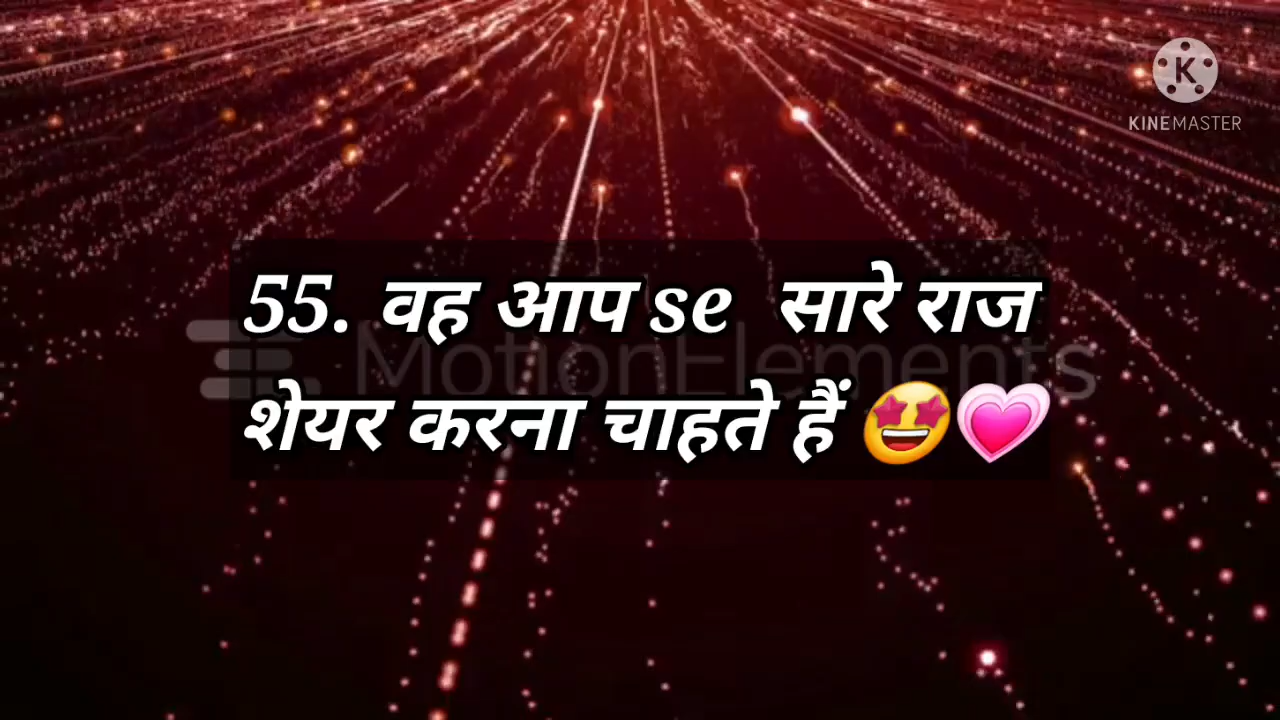 K
KINEMASTER
55. वह आप se सारे राज
MotionElements
शेयर करना चाहते हैं 🤩💗